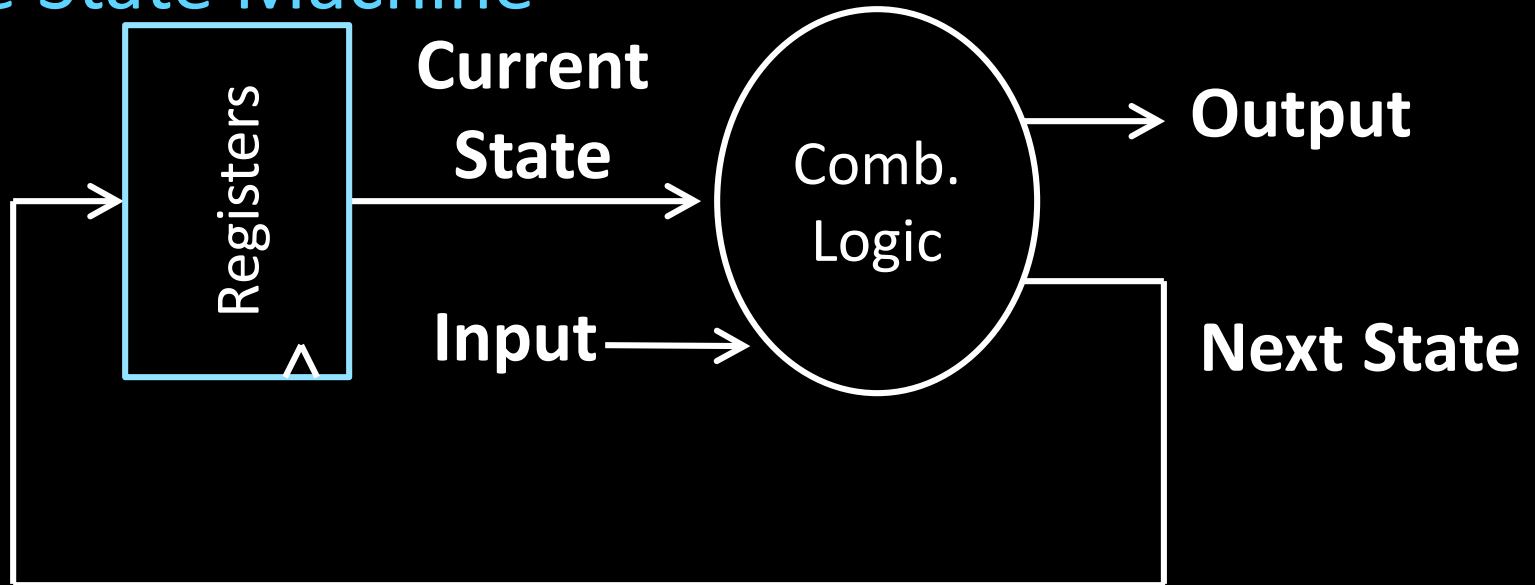 State Machine
Registers
Current
State
Input
Comb.
Logic
Output
Next State